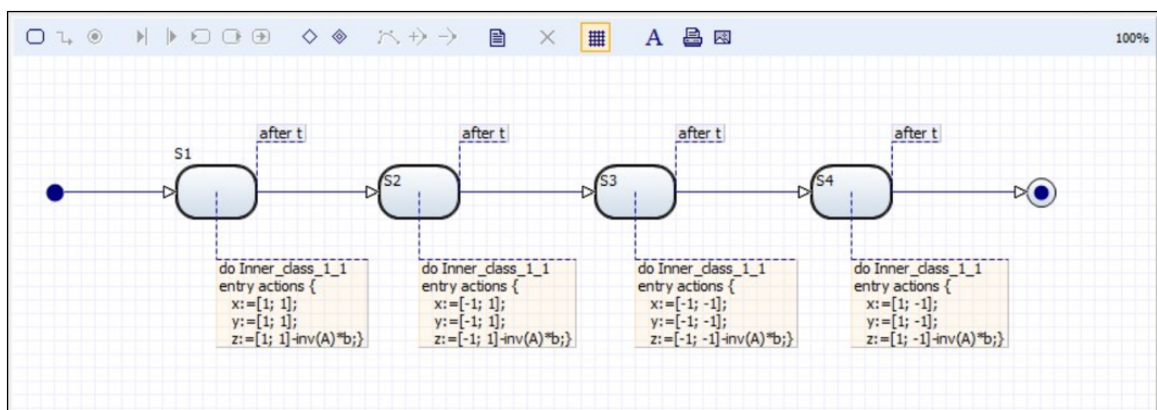 A
100%
after t
after t
after t
after t
S1
S2
S3
S4
do Inner_class_1_1
entry actions {
x:=[1; 1];
y:=[1; 1];
z:=[1; 1]-inv(A)*b;}
do Inner_class_1_1
entry actions {
x:=[-1; 1];
y:=[-1; 1];
z:=[-1; 1]-inv(A)*b;}
do Inner_class_1_1
entry actions {
x:=[-1; -1];
y:=[-1; -1];
z:=[-1; -1]-inv(A)*b;}
do Inner_class_1_1
entry actions {
x:=[1; -1];
y:=[1; -1];
z:=[1; -1]-inv(A)*b;}